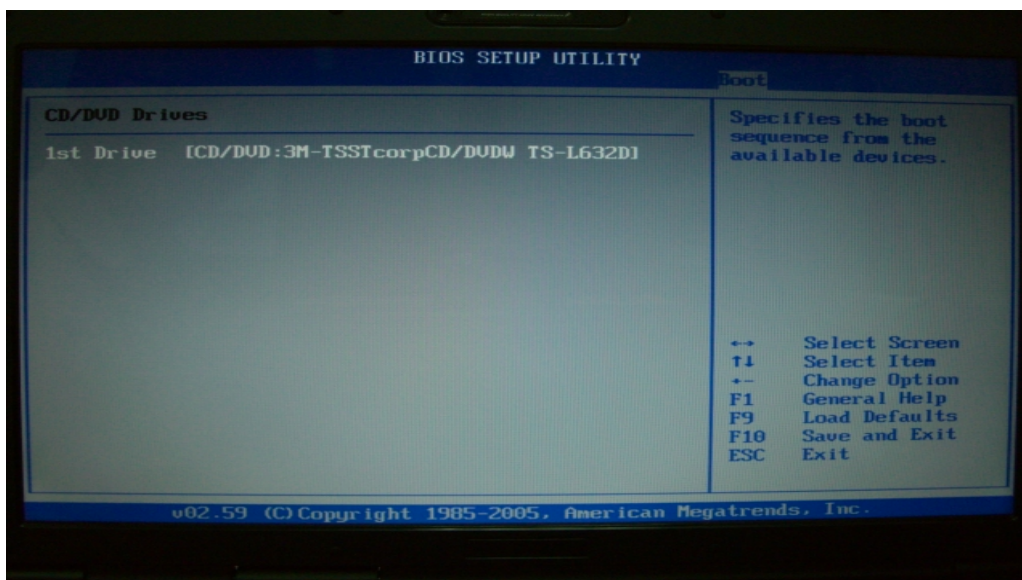 BIOS SETUP UTILITY
Boot
CD/DVD Drives
1st Drive [CD/DVD:3M-TSSTcorpCD/DVDW TS-L632D]
Specifies the boot
sequence from the
available devices.
↔ Select Screen
↑↓ Select Item
+- Change Option
F1 General Help
F9 Load Defaults
F10 Save and Exit
ESC Exit
v02.59 (C)Copyright 1985-2005, American Megatrends, Inc.